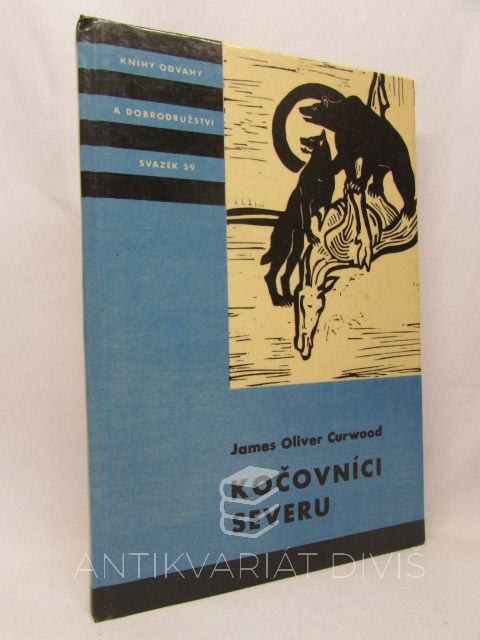 KNIHY ODVAHY
A DOBRODRUŽSTVÍ
SVAZEK 59
James Oliver Curwood
KOČOVNÍCI
SEVERU
ANTIKVARIÁT DIVIŠ